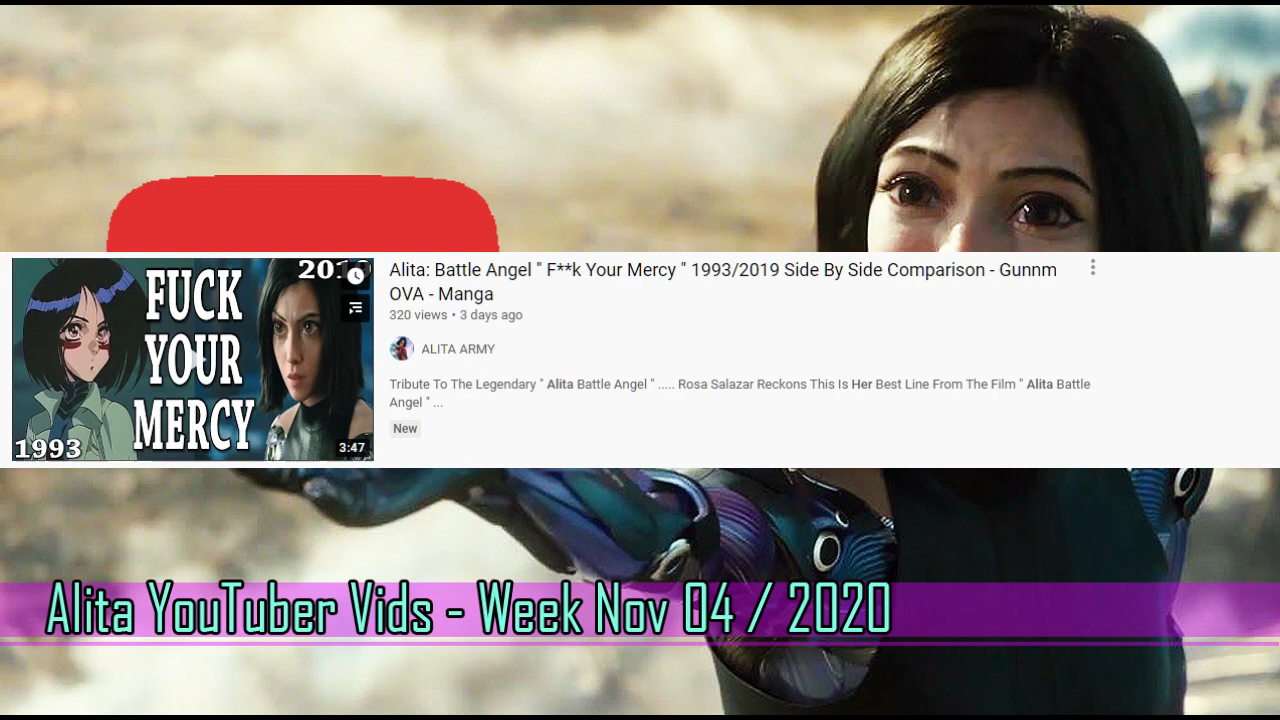 FUCK
YOUR
MERCY
1993
3:47
Alita: Battle Angel " F**k Your Mercy " 1993/2019 Side By Side Comparison - Gunnm
OVA - Manga
320 views • 3 days ago
ALITA ARMY
Tribute To The Legendary " Alita Battle Angel " ..... Rosa Salazar Reckons This Is Her Best Line From The Film " Alita Battle
Angel " ...
New
Alita YouTuber Vids - Week Nov 04 / 2020